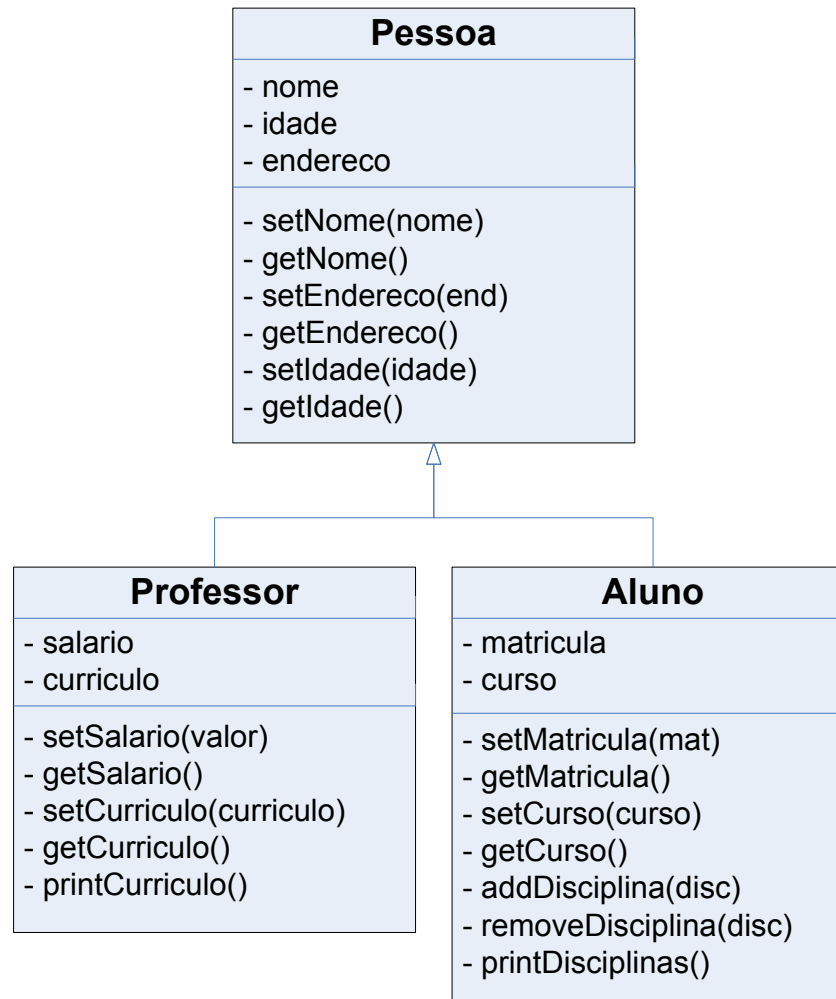 Pessoa
- nome
- idade
- endereco
- setNome(nome)
- getNome()
- setEndereco(end)
- getEndereco()
- setIdade(idade)
- getIdade()
Professor
- salario
- curriculo
- setSalario(valor)
- getSalario()
- setCurriculo(curriculo)
- getCurriculo()
- printCurriculo()
Aluno
- matricula
- curso
- setMatricula(mat)
- getMatricula()
- setCurso(curso)
- getCurso()
- addDisciplina(disc)
- removeDisciplina(disc)
- printDisciplinas()